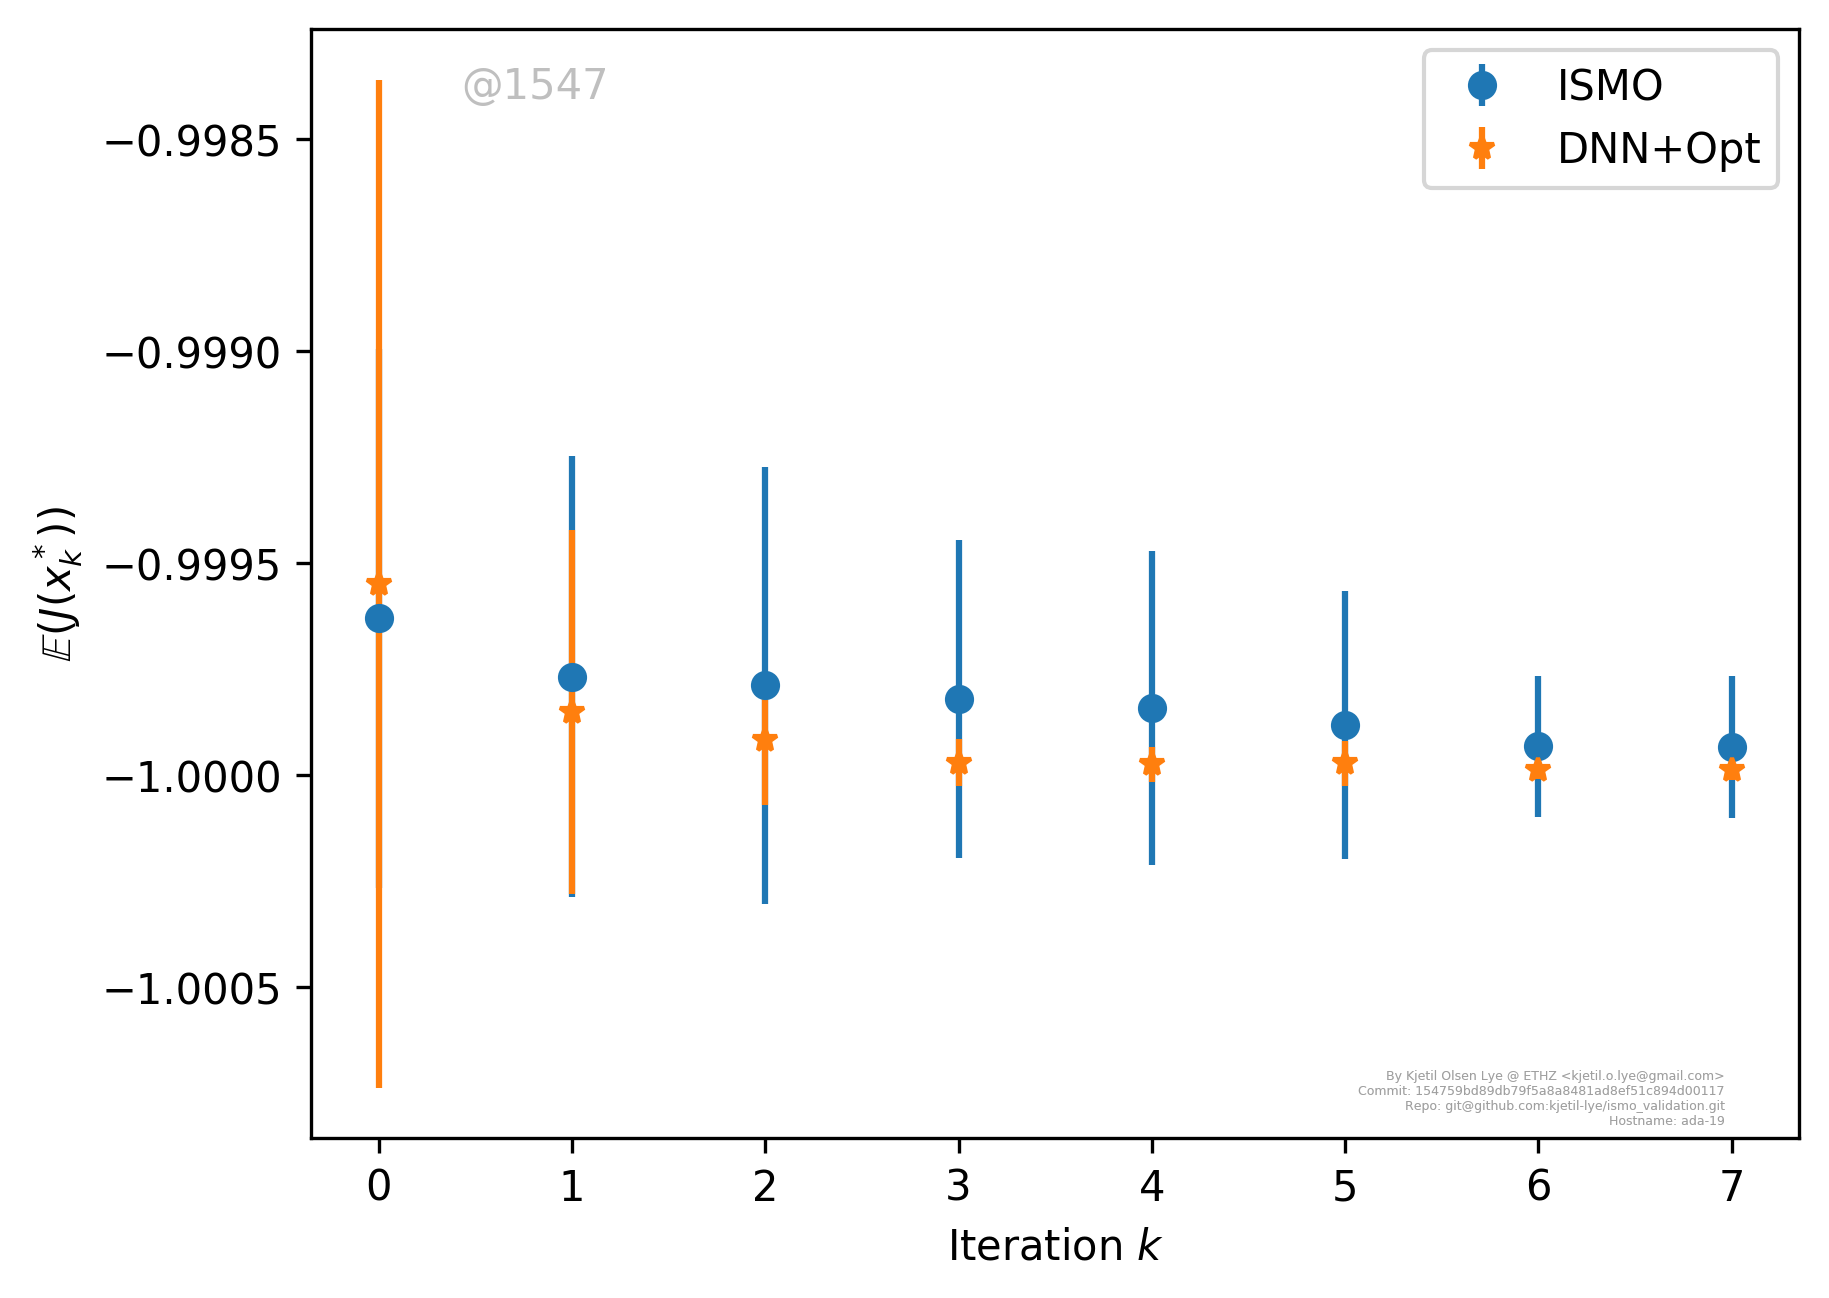 @1547
ISMO
DNN+Opt
−0.9985
−0.9990
−0.9995
−1.0000
−1.0005
𝔼(J(x*k))
By Kjetil Olsen Lye @ ETHZ <kjetil.o.lye@gmail.com>
Commit: 154759bd89db79f5a8a8481ad8ef51c894d00117
Repo: git@github.com:kjetil-lye/ismo_validation.git
Hostname: ada-19
0 1 2 3 4 5 6 7
Iteration k